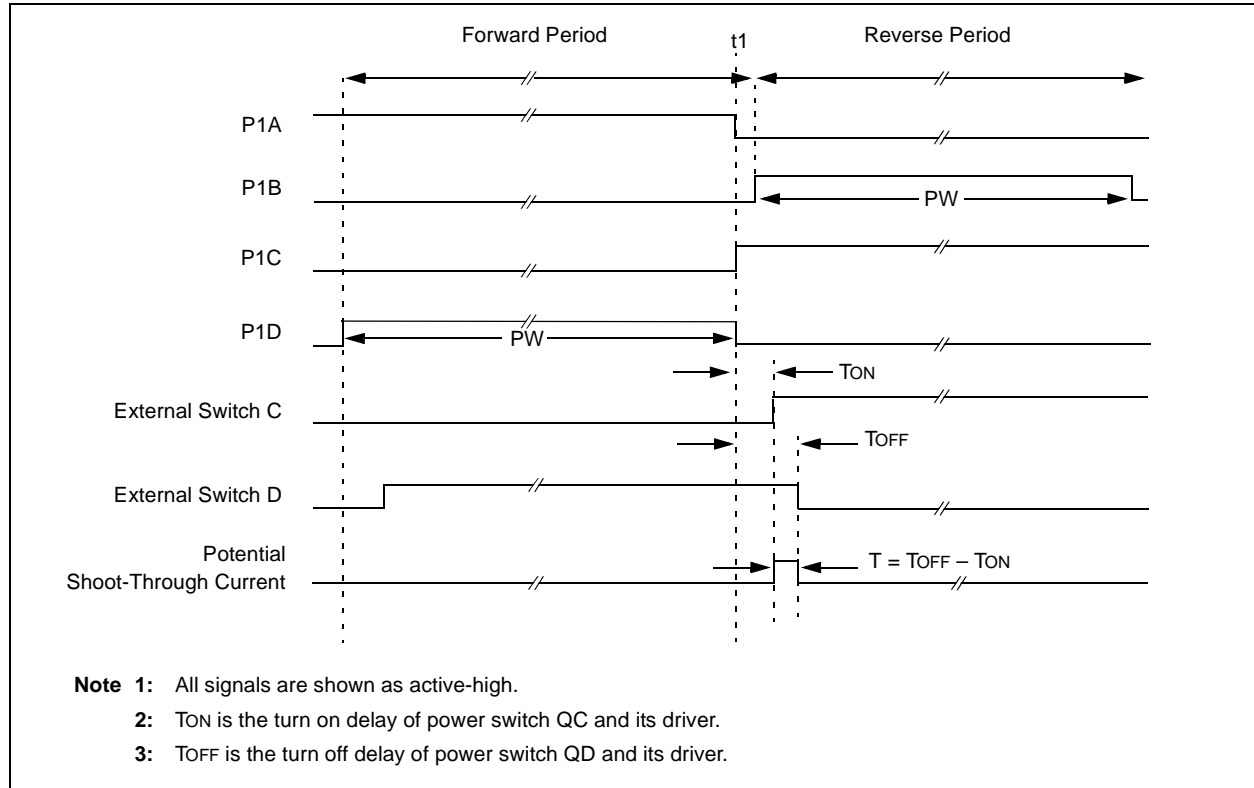 Forward Period
t1
Reverse Period
P1A
P1B
PW
P1C
P1D
PW
TON
External Switch C
TOFF
External Switch D
Potential
Shoot-Through Current
T = TOFF – TON
Note 1: All signals are shown as active-high.
2: TON is the turn on delay of power switch QC and its driver.
3: TOFF is the turn off delay of power switch QD and its driver.